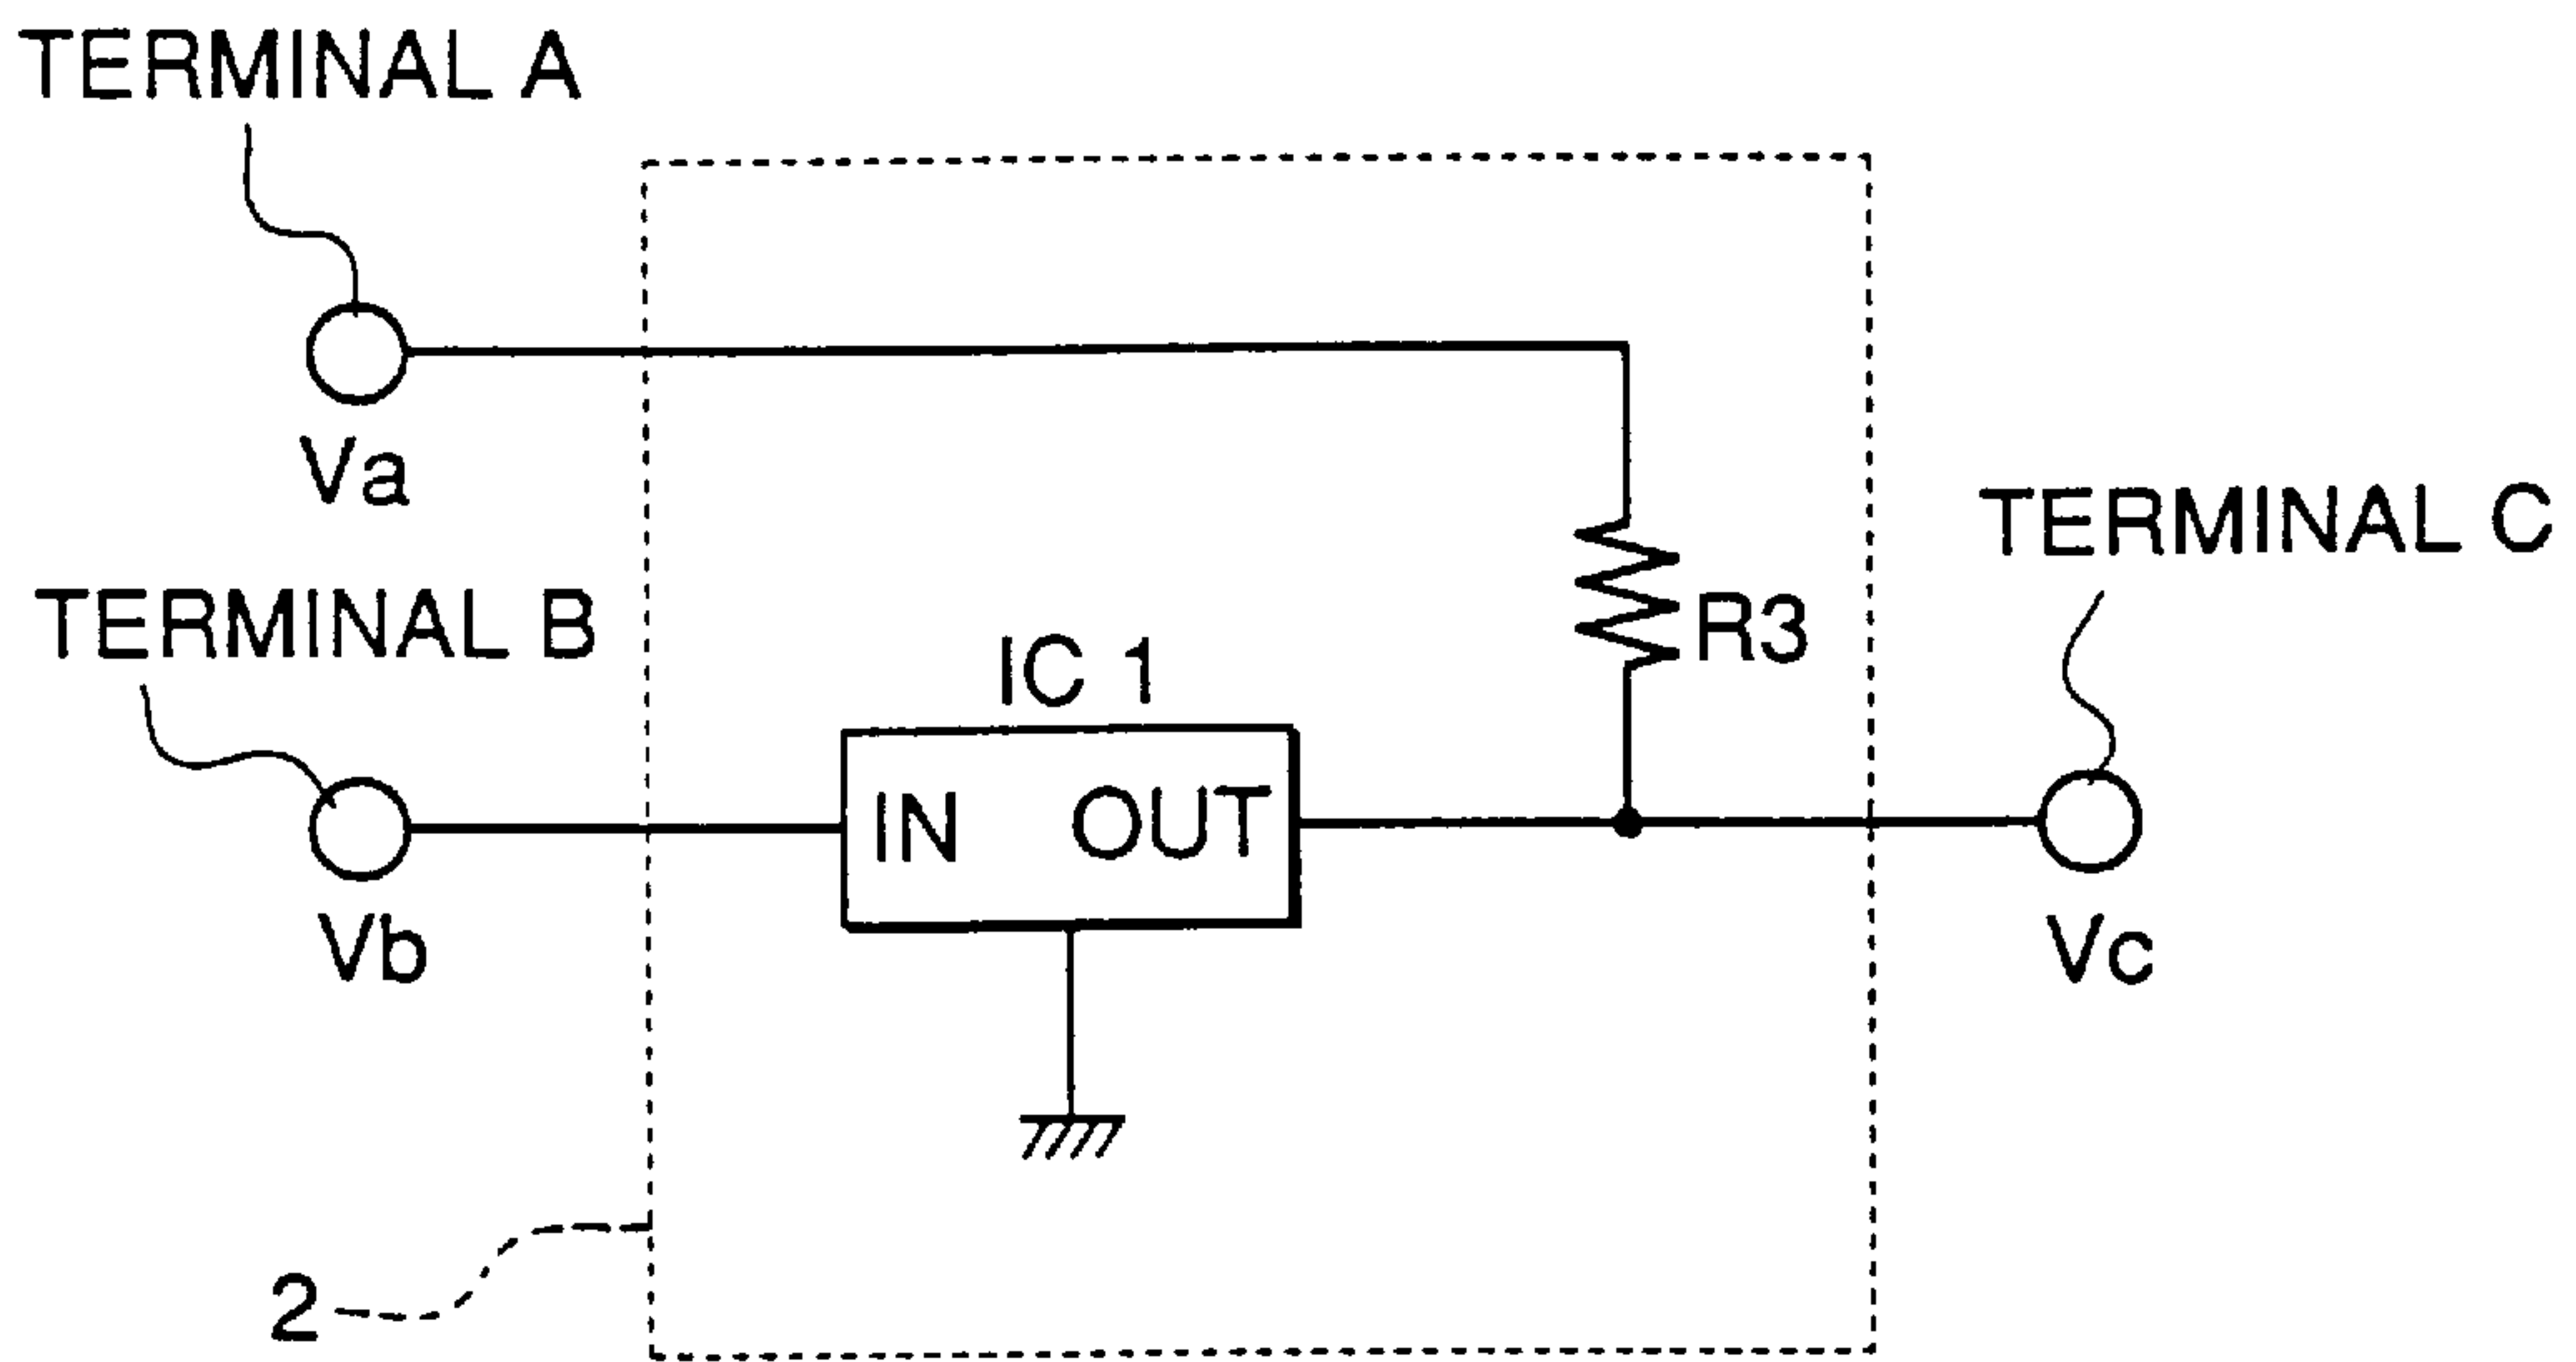 TERMINAL A
Va
TERMINAL C
TERMINAL B
R3
IC 1
IN OUT
Vb
Vc
2